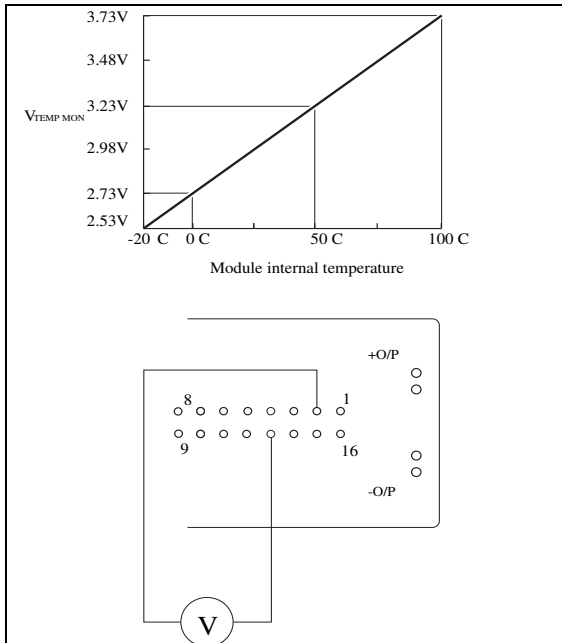 3.73V
3.48V
3.23V
VTEMP MON
2.98V
2.73V
2.53V
-20 C 0 C 50 C 100 C
Module internal temperature
+O/P
8 1
9 16
-O/P
V